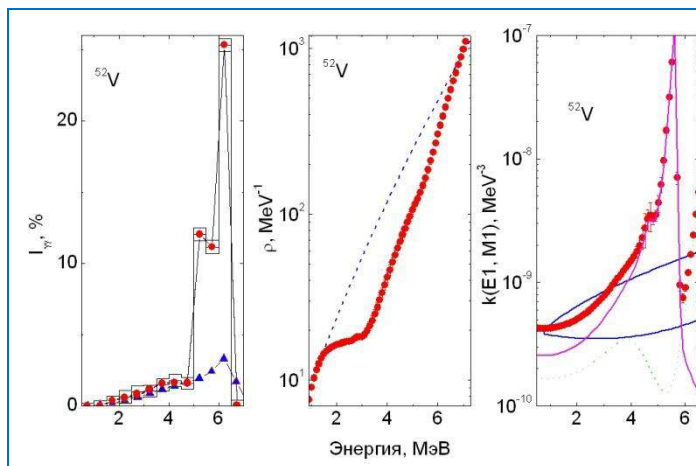 ⁵²V
⁵²V
⁵²V
I_γγ, %
ρ, MeV⁻¹
k(E1, M1), MeV⁻³
20
10
0
10³
10²
10¹
10⁻⁷
10⁻⁸
10⁻⁹
10⁻¹⁰
2 4 6
2 4 6
2 4 6
Энергия, МэВ